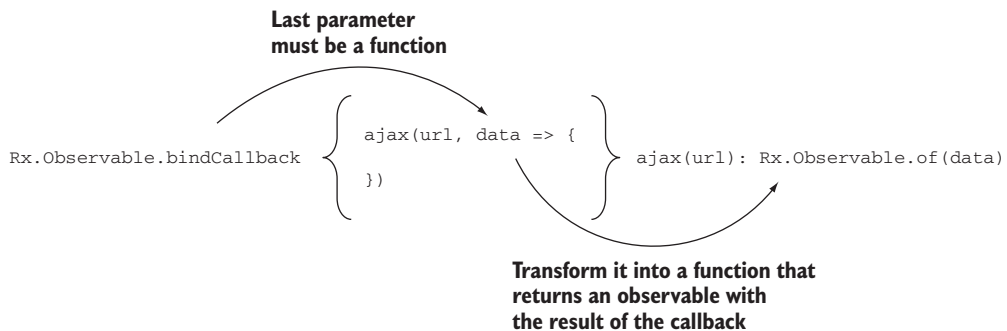 Last parameter
must be a function
ajax(url, data => {
Rx.Observable.bindCallback { } ajax(url): Rx.Observable.of(data)
})
Transform it into a function that
returns an observable with
the result of the callback